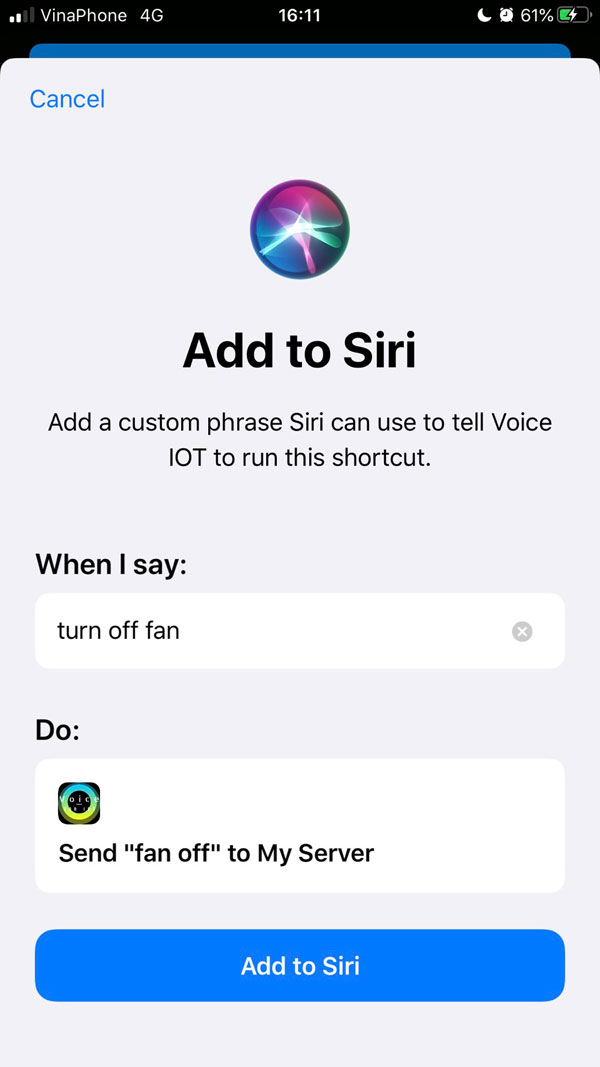 VinaPhone 4G 16:11 61%
Cancel
Add to Siri
Add a custom phrase Siri can use to tell Voice
IOT to run this shortcut.
When I say:
turn off fan
Do:
Voice
Send "fan off" to My Server
Add to Siri